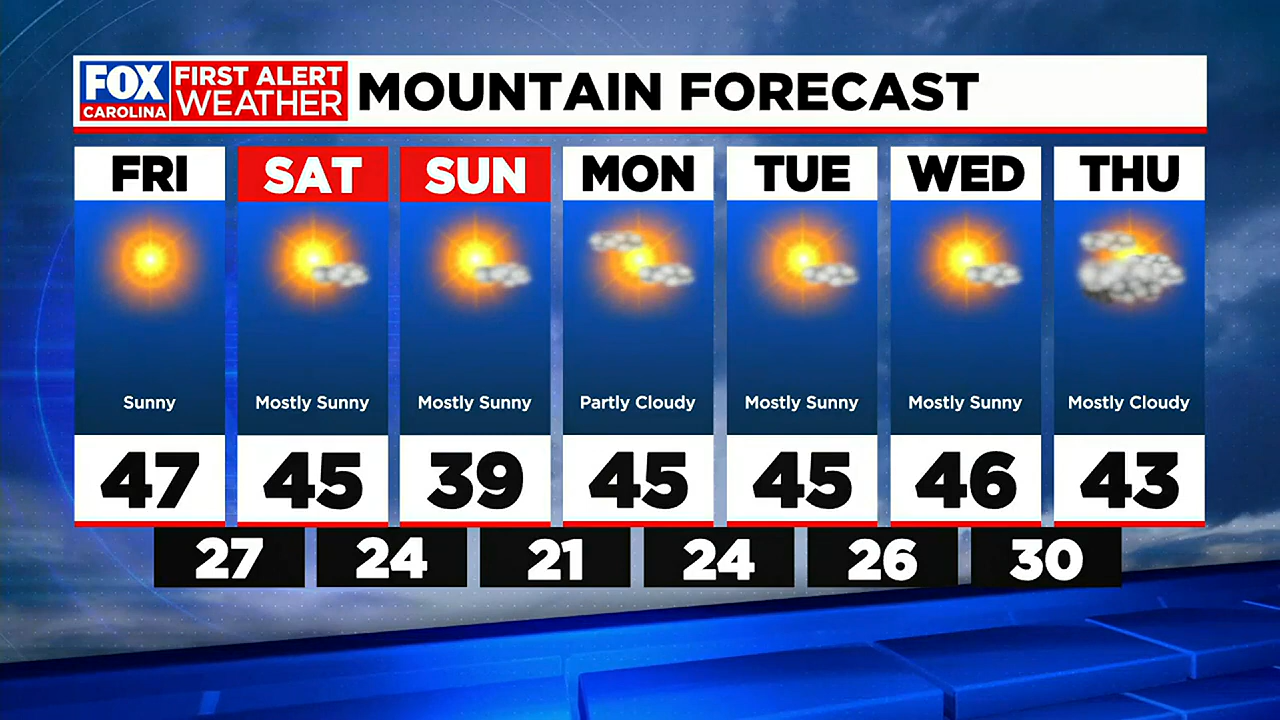 FOX CAROLINA FIRST ALERT WEATHER MOUNTAIN FORECAST
FRI SAT SUN MON TUE WED THU
Sunny Mostly Sunny Mostly Sunny Partly Cloudy Mostly Sunny Mostly Sunny Mostly Cloudy
47 45 39 45 45 46 43
27 24 21 24 26 30